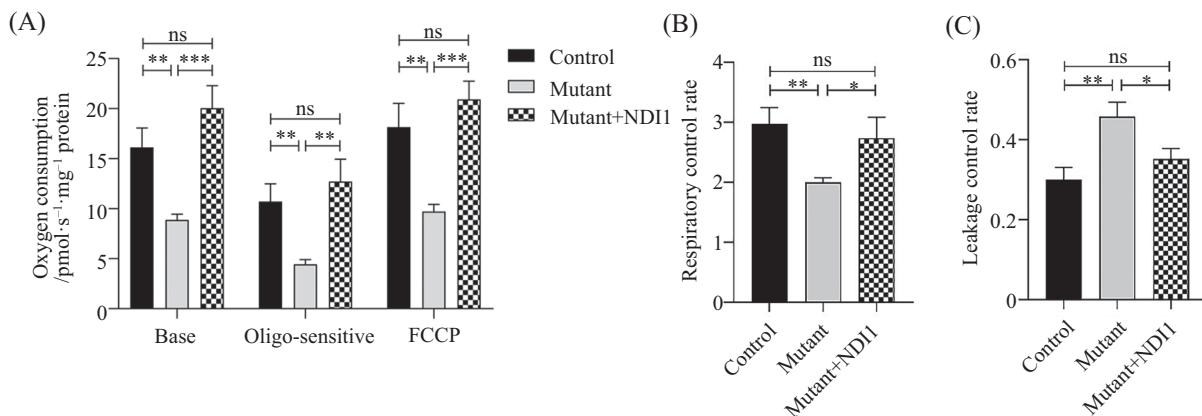 (A)
ns
** ***
ns
** **
ns
** ***
25
20
15
10
5
0
Oxygen consumption
/pmol·s⁻¹·mg⁻¹ protein
Base
Oligo-sensitive
FCCP
Control
Mutant
Mutant+NDI1
(B)
ns
** *
4
3
2
1
0
Respiratory control rate
Control
Mutant
Mutant+NDI1
(C)
ns
** *
0.6
0.4
0.2
0
Leakage control rate
Control
Mutant
Mutant+NDI1